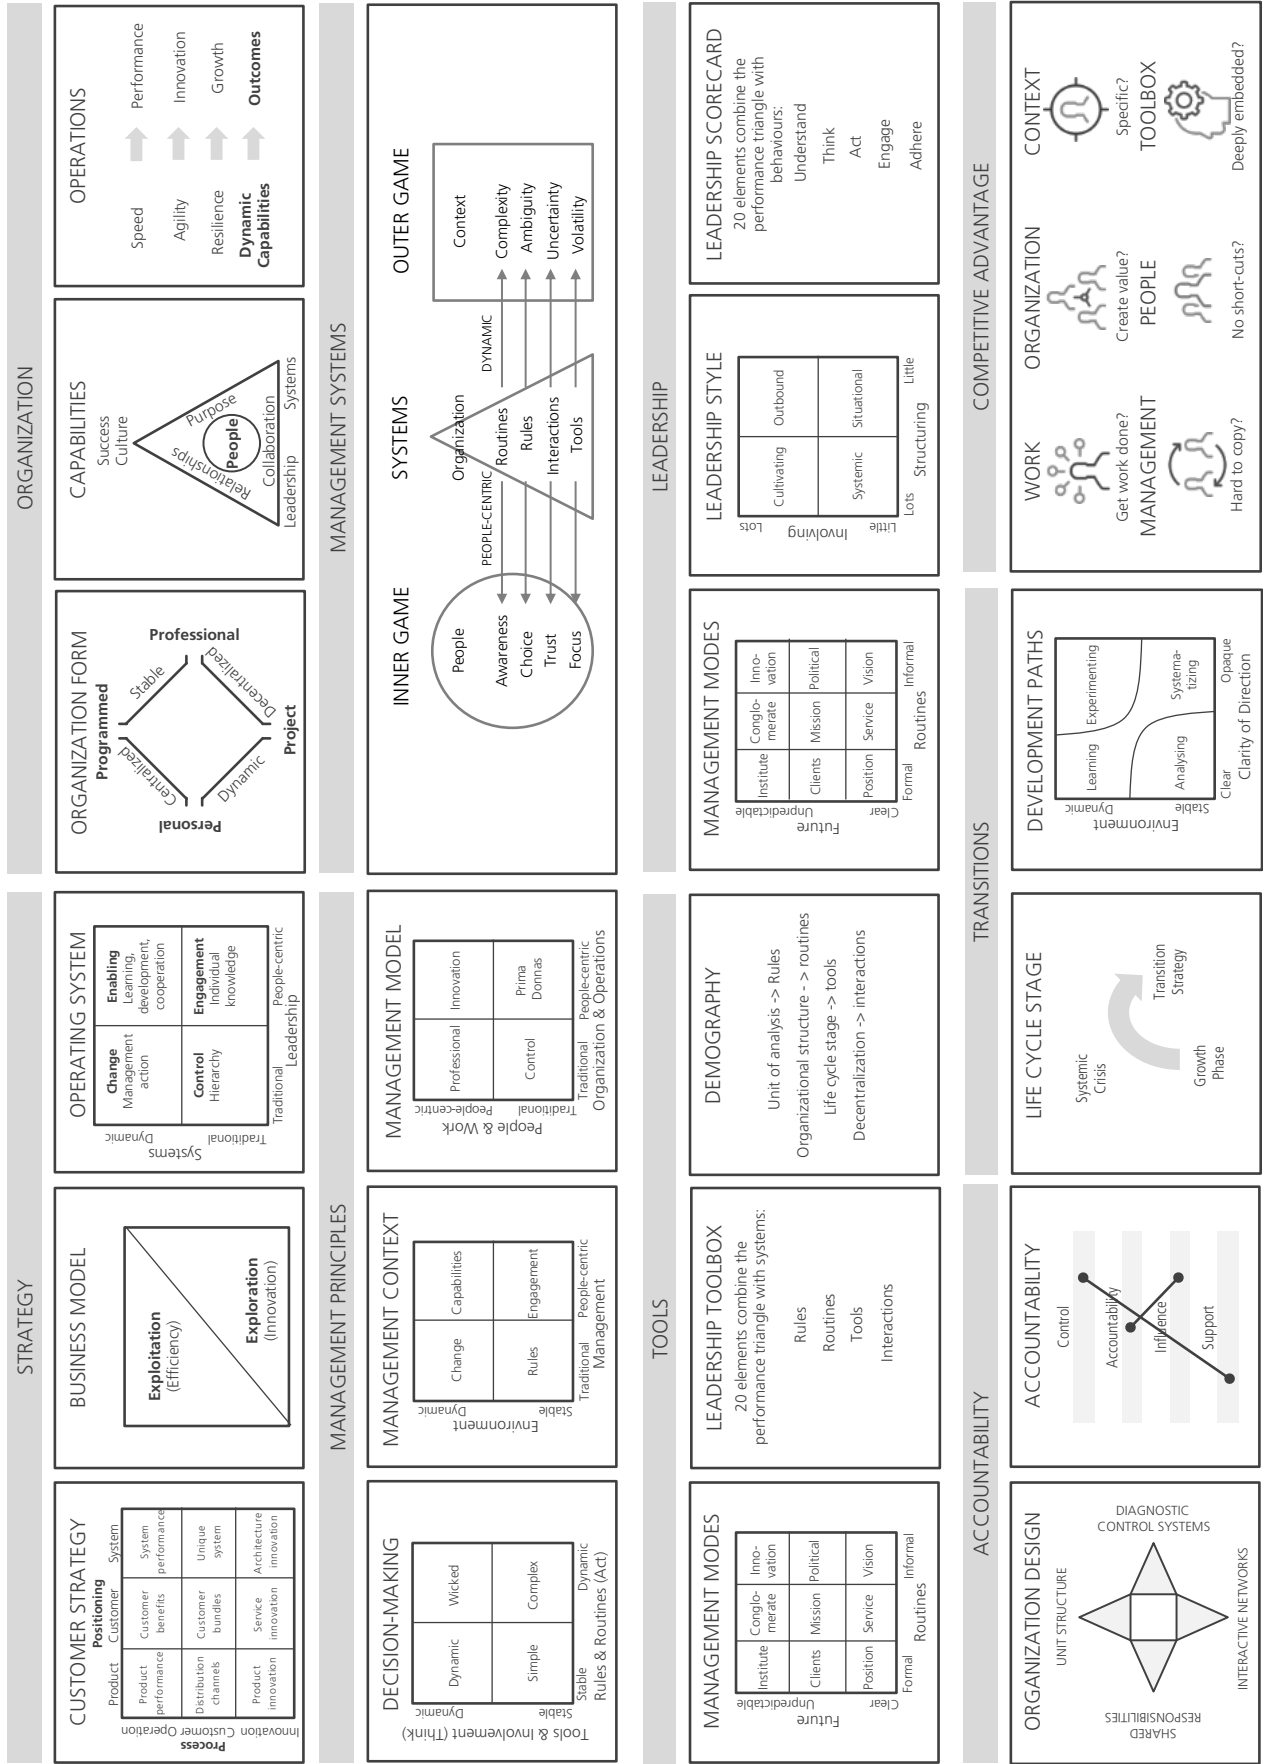 STRATEGY
CUSTOMER STRATEGY
Positioning
Product
Customer
System
Process
Operation
Customer
Innovation
Product
performance
Customer
benefits
System
performance
Distribution
channels
Customer
bundles
Unique
system
Product
innovation
Service
innovation
Architecture
innovation
BUSINESS MODEL
Exploitation
(Efficiency)
Exploration
(Innovation)
OPERATING SYSTEM
Systems
Dynamic
Traditional
Change
Management
action
Enabling
Learning,
development,
cooperation
Control
Hierarchy
Engagement
Individual
knowledge
Traditional
People-centric
Leadership
ORGANIZATION
ORGANIZATION FORM
Programmed
Centralized
Stable
Personal
Professional
Dynamic
Decentralized
Project
CAPABILITIES
Success
Culture
Relationships
Purpose
People
Collaboration
Leadership
Systems
OPERATIONS
Speed
Performance
Agility
Innovation
Resilience
Growth
Dynamic
Capabilities
Outcomes
MANAGEMENT PRINCIPLES
DECISION-MAKING
Tools & Involvement (Think)
Dynamic
Stable
Dynamic
Wicked
Simple
Complex
Stable
Dynamic
Rules & Routines (Act)
MANAGEMENT CONTEXT
Environment
Dynamic
Stable
Change
Capabilities
Rules
Engagement
Traditional
People-centric
Management
MANAGEMENT MODEL
People & Work
People-centric
Traditional
Professional
Innovation
Control
Prima
Donnas
Traditional
People-centric
Organization & Operations
MANAGEMENT SYSTEMS
INNER GAME
SYSTEMS
OUTER GAME
People
Organization
Context
PEOPLE-CENTRIC
DYNAMIC
Awareness
Routines
Complexity
Choice
Rules
Ambiguity
Trust
Interactions
Uncertainty
Focus
Tools
Volatility
TOOLS
MANAGEMENT MODES
Future
Unpredictable
Clear
Institute
Conglo-
merate
Inno-
vation
Clients
Mission
Political
Position
Service
Vision
Formal
Informal
Routines
LEADERSHIP TOOLBOX
20 elements combine the
performance triangle with systems:
Rules
Routines
Tools
Interactions
DEMOGRAPHY
Unit of analysis -> Rules
Organizational structure - > routines
Life cycle stage -> tools
Decentralization -> interactions
LEADERSHIP
MANAGEMENT MODES
Future
Unpredictable
Clear
Institute
Conglo-
merate
Inno-
vation
Clients
Mission
Political
Position
Service
Vision
Formal
Informal
Routines
LEADERSHIP STYLE
Involving
Lots
Little
Cultivating
Outbound
Systemic
Situational
Lots
Little
Structuring
LEADERSHIP SCORECARD
20 elements combine the
performance triangle with
behaviours:
Understand
Think
Act
Engage
Adhere
ACCOUNTABILITY
ORGANIZATION DESIGN
UNIT STRUCTURE
DIAGNOSTIC
CONTROL SYSTEMS
SHARED
RESPONSIBILITIES
INTERACTIVE NETWORKS
ACCOUNTABILITY
Control
Accountability
Influence
Support
TRANSITIONS
LIFE CYCLE STAGE
Systemic
Crisis
Growth
Phase
Transition
Strategy
DEVELOPMENT PATHS
Environment
Dynamic
Stable
Learning
Experimenting
Analysing
Systema-
tizing
Clear
Opaque
Clarity of Direction
COMPETITIVE ADVANTAGE
WORK
ORGANIZATION
CONTEXT
Get work done?
Create value?
Specific?
MANAGEMENT
PEOPLE
TOOLBOX
Hard to copy?
No short-cuts?
Deeply embedded?